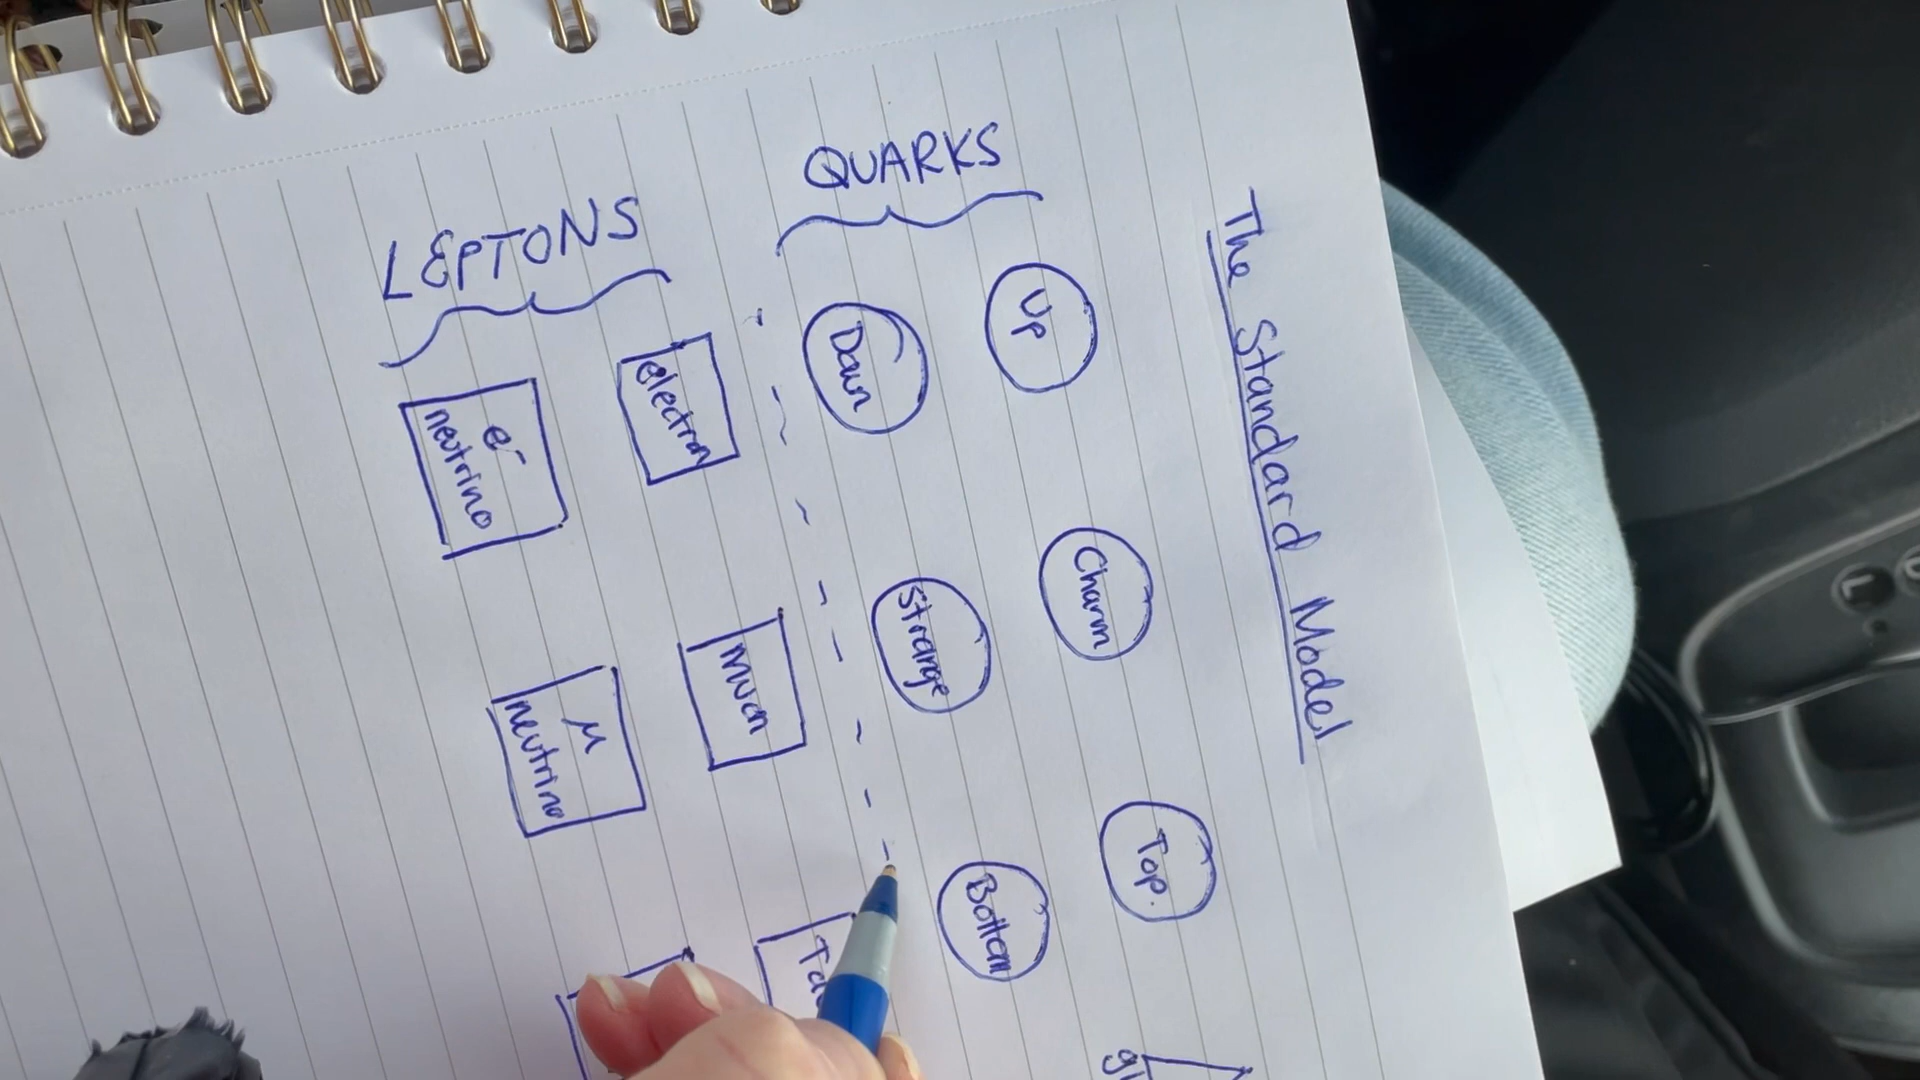 The Standard Model
QUARKS
Up
Charm
Top.
Down
Strange
Bottom
LEPTONS
electron
Muon
e⁻
neutrino
μ
neutrino